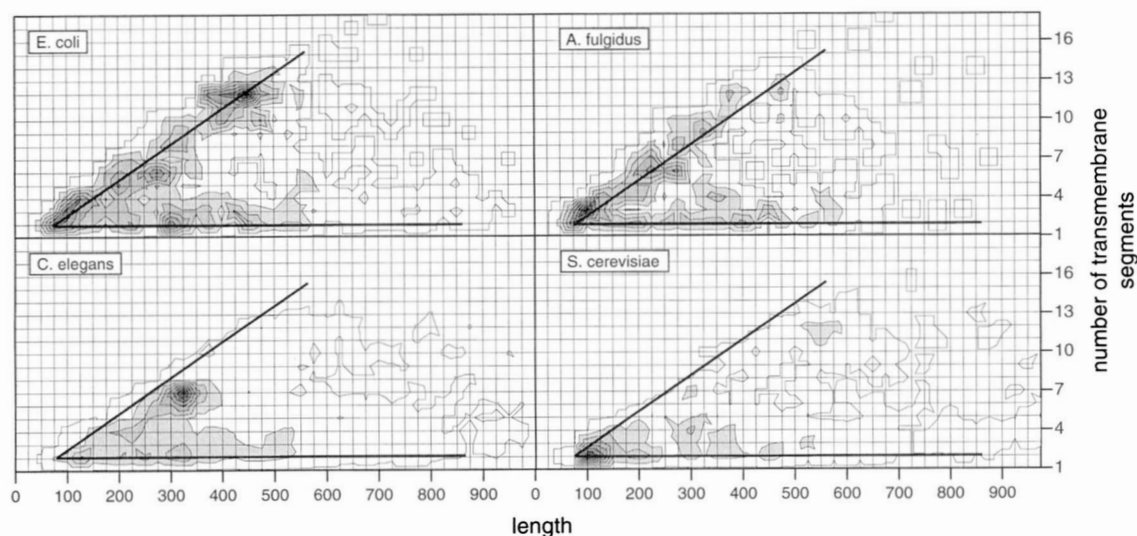 E. coli
A. fulgidus
16
13
10
7
4
1
C. elegans
S. cerevisiae
16
13
10
7
4
1
number of transmembrane
segments
0 100 200 300 400 500 600 700 800 900 0 100 200 300 400 500 600 700 800 900
length